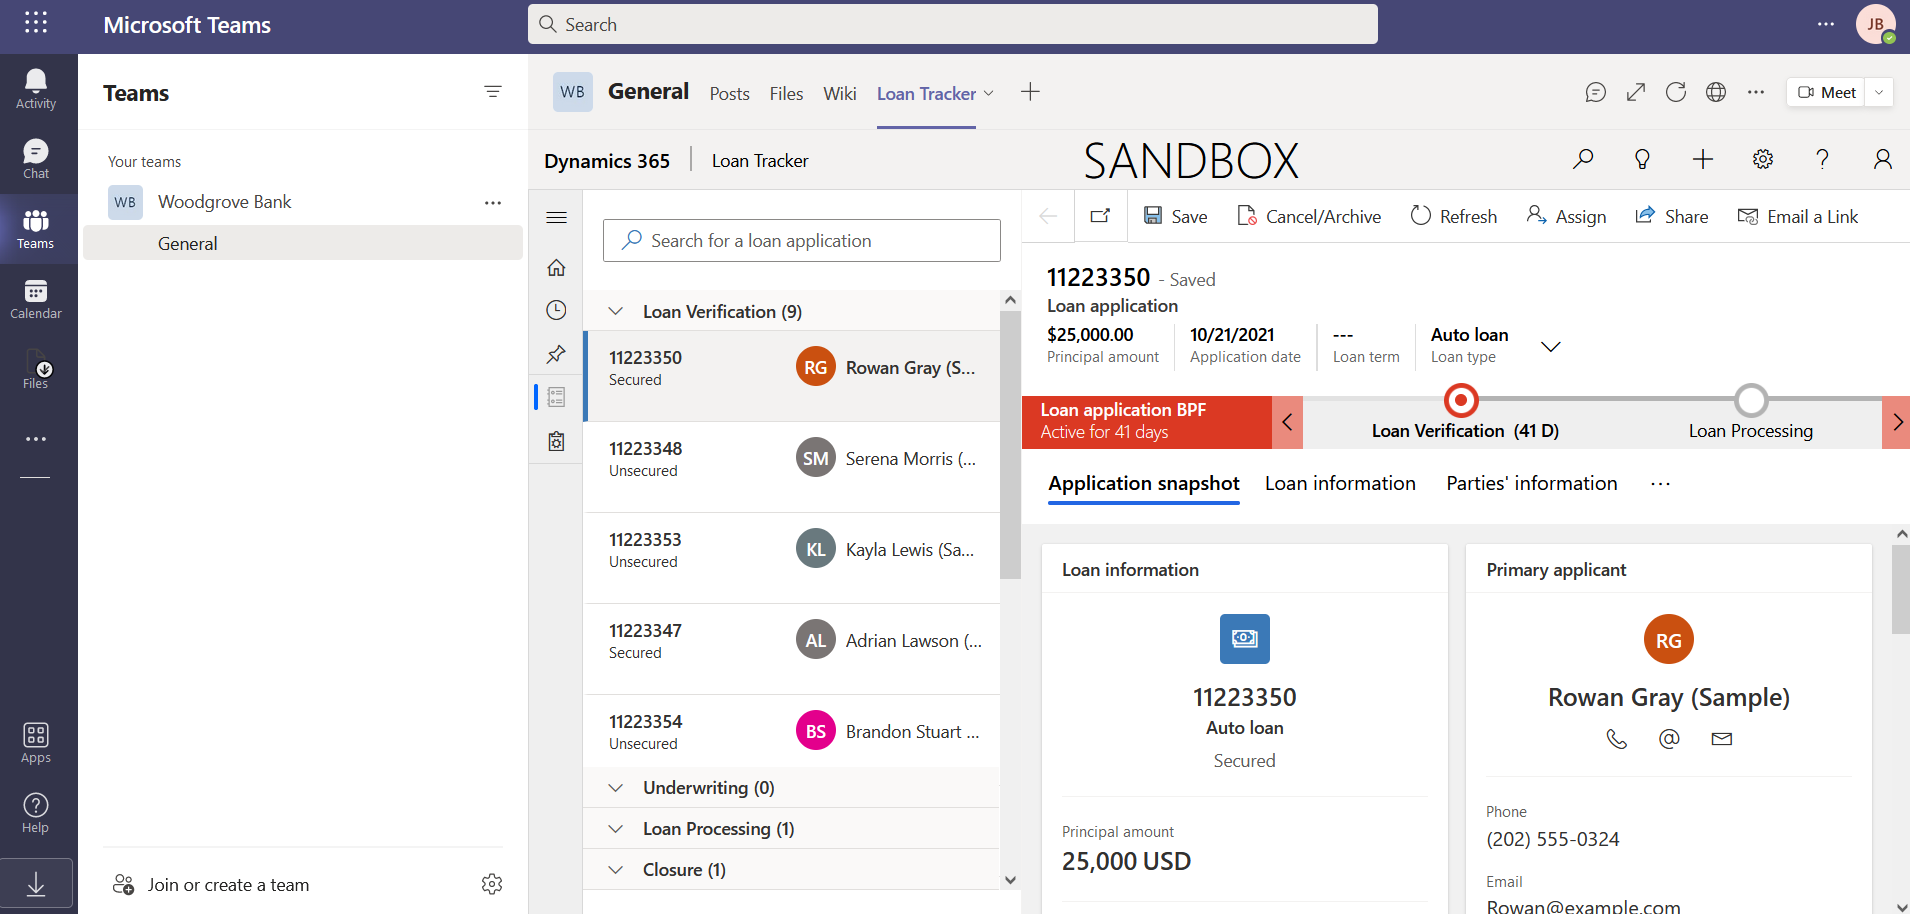 Microsoft Teams
Search
JB
Activity
Chat
Teams
Calendar
Files
Apps
Help
Teams
Your teams
WB Woodgrove Bank
General
Join or create a team
WB General Posts Files Wiki Loan Tracker
Meet
Dynamics 365 Loan Tracker
SANDBOX
Search for a loan application
Loan Verification (9)
11223350
Secured
RG Rowan Gray (S...
11223348
Unsecured
SM Serena Morris (...
11223353
Unsecured
KL Kayla Lewis (Sa...
11223347
Secured
AL Adrian Lawson (...
11223354
Unsecured
BS Brandon Stuart ...
Underwriting (0)
Loan Processing (1)
Closure (1)
Save Cancel/Archive Refresh Assign Share Email a Link
11223350 - Saved
Loan application
$25,000.00
Principal amount
10/21/2021
Application date
---
Loan term
Auto loan
Loan type
Loan application BPF
Active for 41 days
Loan Verification (41 D)
Loan Processing
Application snapshot Loan information Parties' information ...
Loan information
11223350
Auto loan
Secured
Principal amount
25,000 USD
Primary applicant
RG
Rowan Gray (Sample)
Phone
(202) 555-0324
Email
Rowan@example.com